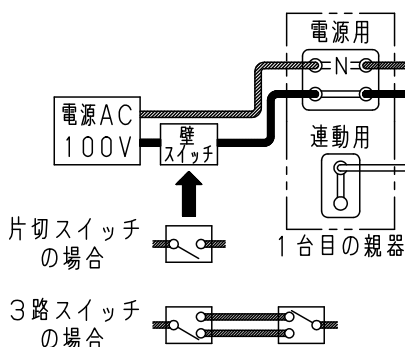 電源用
N
電源AC
100V
壁
スイッチ
連動用
1台目の親器
片切スイッチ
の場合
3路スイッチ
の場合